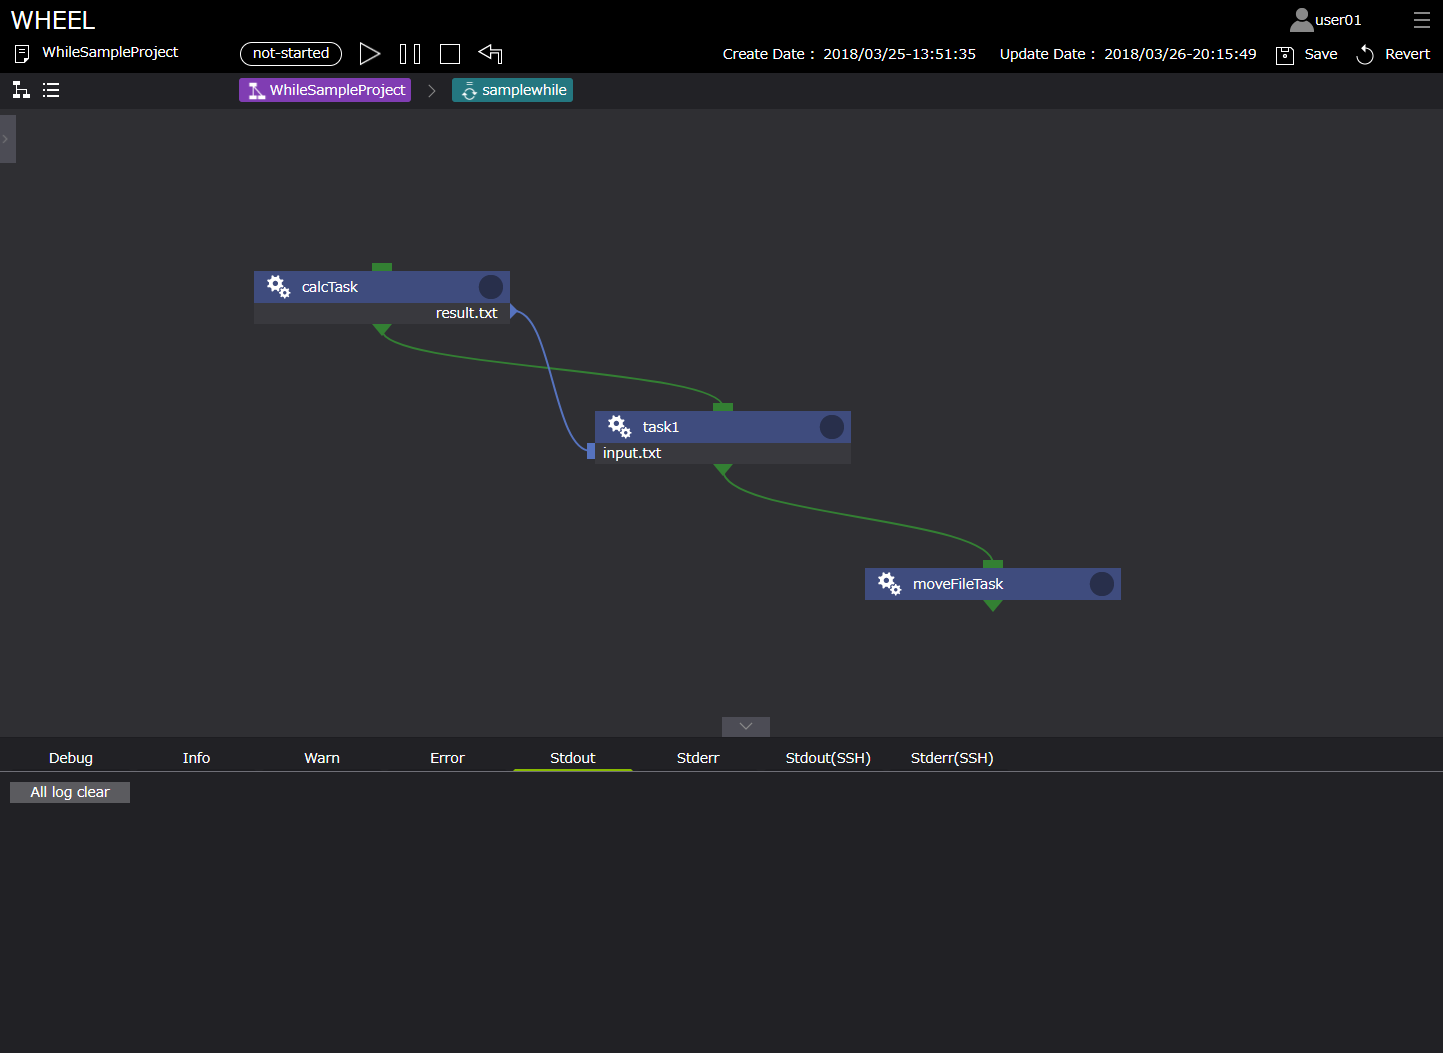 WHEEL
user01
WhileSampleProject
not-started
Create Date : 2018/03/25-13:51:35
Update Date : 2018/03/26-20:15:49
Save
Revert
WhileSampleProject
samplewhile
calcTask
result.txt
task1
input.txt
moveFileTask
Debug
Info
Warn
Error
Stdout
Stderr
Stdout(SSH)
Stderr(SSH)
All log clear